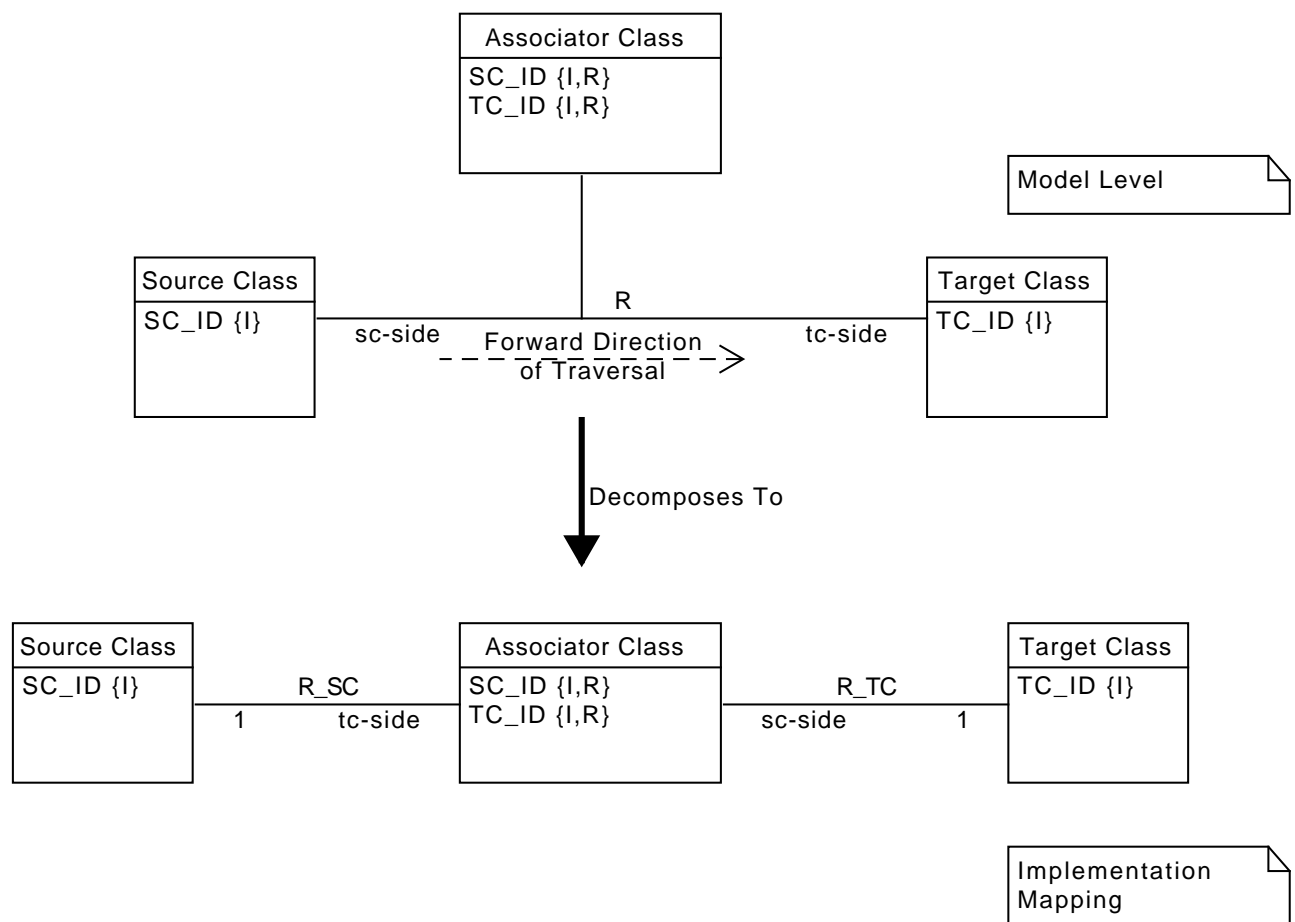 Associator Class
SC_ID {I,R}
TC_ID {I,R}
Model Level
Source Class
SC_ID {I}
R
Target Class
TC_ID {I}
sc-side
tc-side
Forward Direction
of Traversal
Decomposes To
Source Class
SC_ID {I}
R_SC
1
tc-side
Associator Class
SC_ID {I,R}
TC_ID {I,R}
R_TC
sc-side
1
Target Class
TC_ID {I}
Implementation
Mapping